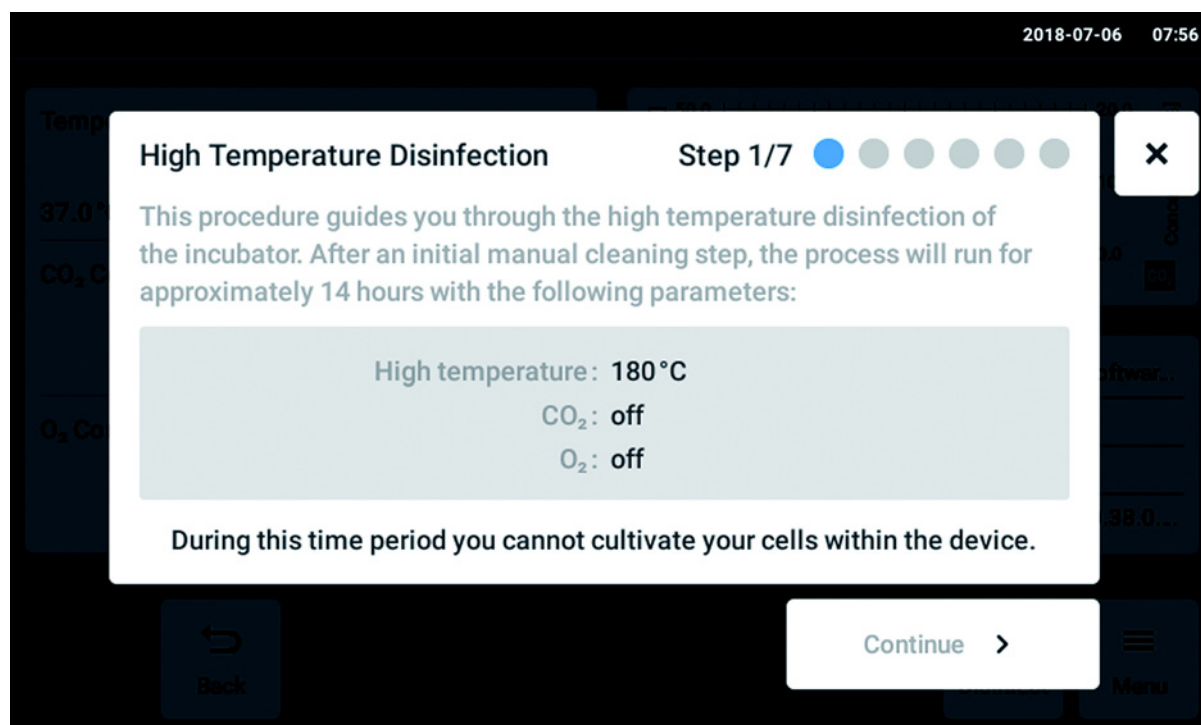 2018-07-06 07:56
High Temperature Disinfection Step 1/7
This procedure guides you through the high temperature disinfection of
the incubator. After an initial manual cleaning step, the process will run for
approximately 14 hours with the following parameters:
High temperature: 180°C
CO₂: off
O₂: off
During this time period you cannot cultivate your cells within the device.
37.0°
Continue
Back
Menu